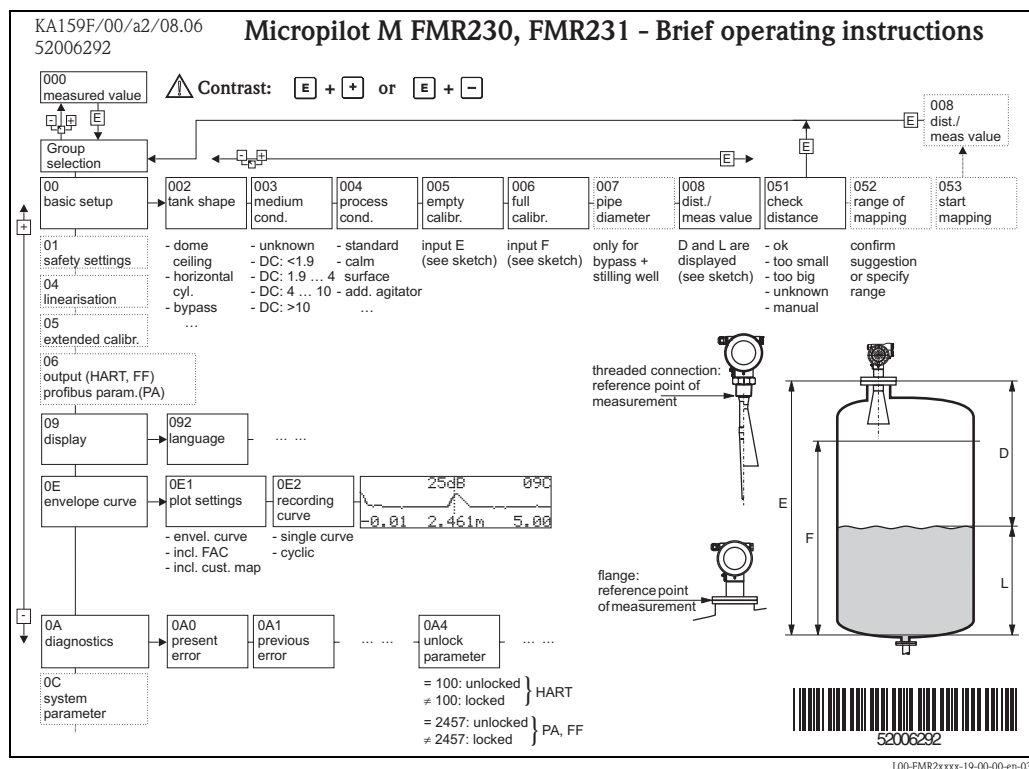 KA159F/00/a2/08.06
52006292
Micropilot M FMR230, FMR231 - Brief operating instructions
000
measured value
Contrast: E + + or E + −
- +
E
Group
selection
- +
E
E
E
008
dist./
meas value
00
basic setup
002
tank shape
003
medium
cond.
004
process
cond.
005
empty
calibr.
006
full
calibr.
007
pipe
diameter
008
dist./
meas value
051
check
distance
052
range of
mapping
053
start
mapping
- dome
ceiling
- horizontal
cyl.
- bypass
...
- unknown
- DC: <1.9
- DC: 1.9 ... 4
- DC: 4 ... 10
- DC: >10
- standard
- calm
surface
- add. agitator
...
input E
(see sketch)
input F
(see sketch)
only for
bypass +
stilling well
D and L are
displayed
(see sketch)
- ok
- too small
- too big
- unknown
- manual
confirm
suggestion
or specify
range
+
01
safety settings
04
linearisation
05
extended calibr.
06
output (HART, FF)
profibus param.(PA)
09
display
092
language
... ...
0E
envelope curve
0E1
plot settings
0E2
recording
curve
25dB 09C
-0.01 2.461m 5.00
- envel. curve
- incl. FAC
- incl. cust. map
- single curve
- cyclic
-
0A
diagnostics
0A0
present
error
0A1
previous
error
... ...
0A4
unlock
parameter
... ...
0C
system
parameter
= 100: unlocked
≠ 100: locked
HART
= 2457: unlocked
≠ 2457: locked
PA, FF
threaded connection:
reference point of
measurement
flange:
reference point
of measurement
E
F
D
L
52006292
L00-FMR2xxxx-19-00-00-en-03